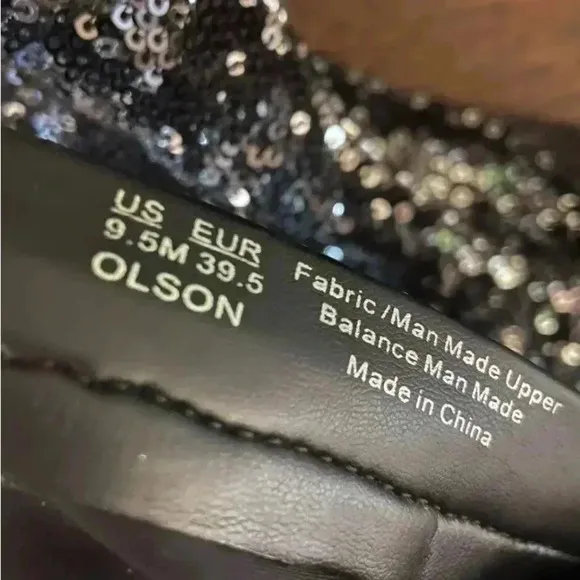 US EUR
9.5M 39.5
OLSON
Fabric /Man Made Upper
Balance Man Made
Made in China